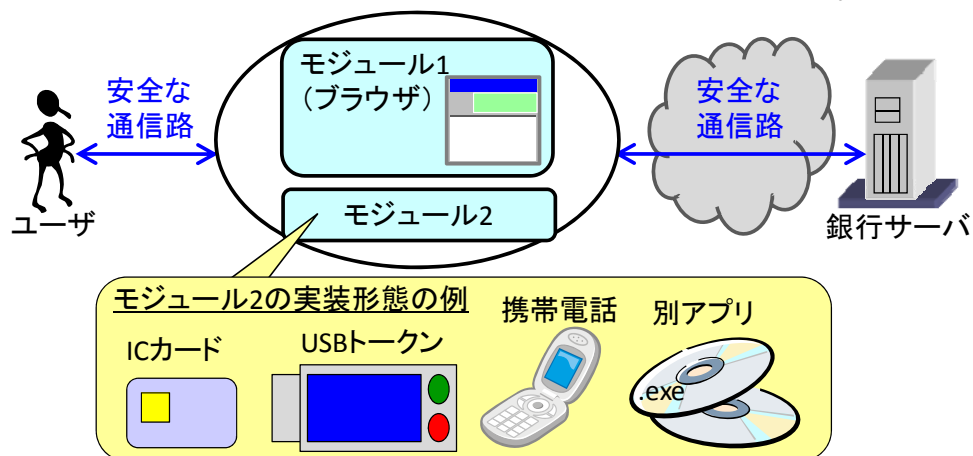 モジュール1
（ブラウザ）
安全な
通信路
安全な
通信路
ユーザ
モジュール2
銀行サーバ
モジュール2の実装形態の例
ICカード
USBトークン
携帯電話
別アプリ
.exe